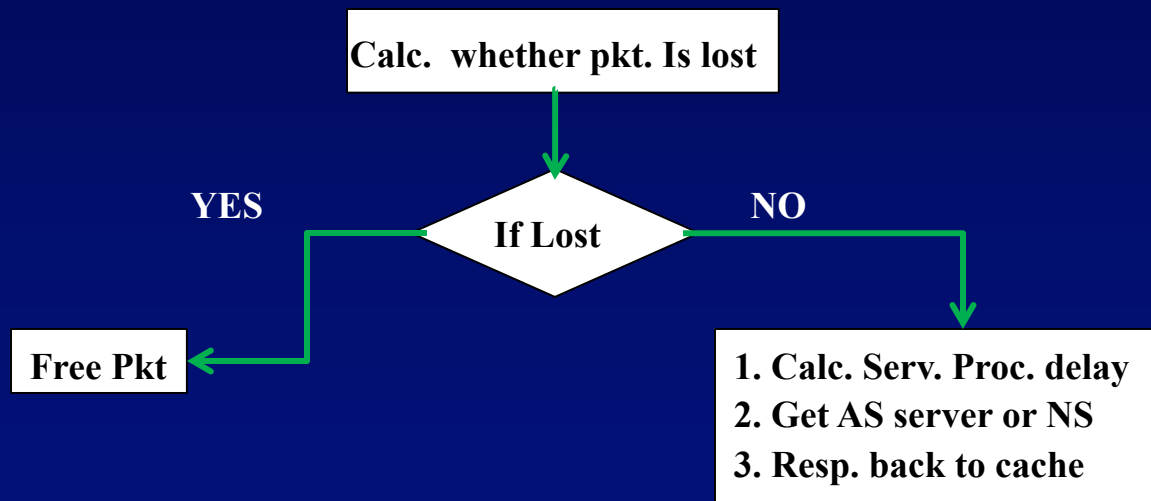 Calc. whether pkt. Is lost
YES
NO
If Lost
Free Pkt
1. Calc. Serv. Proc. delay
2. Get AS server or NS
3. Resp. back to cache